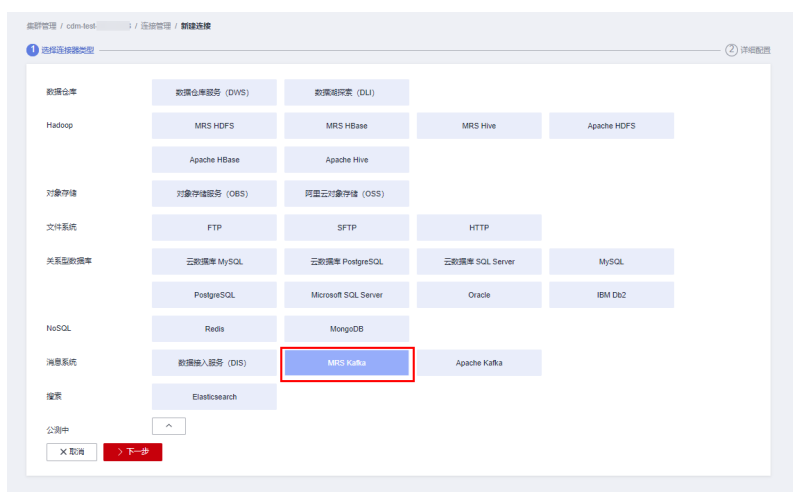 集群管理 / cdm-test- / 连接管理 / 新建连接
1 选择连接器类型 2 详细配置
数据仓库 数据仓库服务 (DWS) 数据湖探索 (DLI)
Hadoop MRS HDFS MRS HBase MRS Hive Apache HDFS
Apache HBase Apache Hive
对象存储 对象存储服务 (OBS) 阿里云对象存储 (OSS)
文件系统 FTP SFTP HTTP
关系型数据库 云数据库 MySQL 云数据库 PostgreSQL 云数据库 SQL Server MySQL
PostgreSQL Microsoft SQL Server Oracle IBM Db2
NoSQL Redis MongoDB
消息系统 数据接入服务 (DIS) MRS Kafka Apache Kafka
搜索 Elasticsearch
公测中
取消 下一步